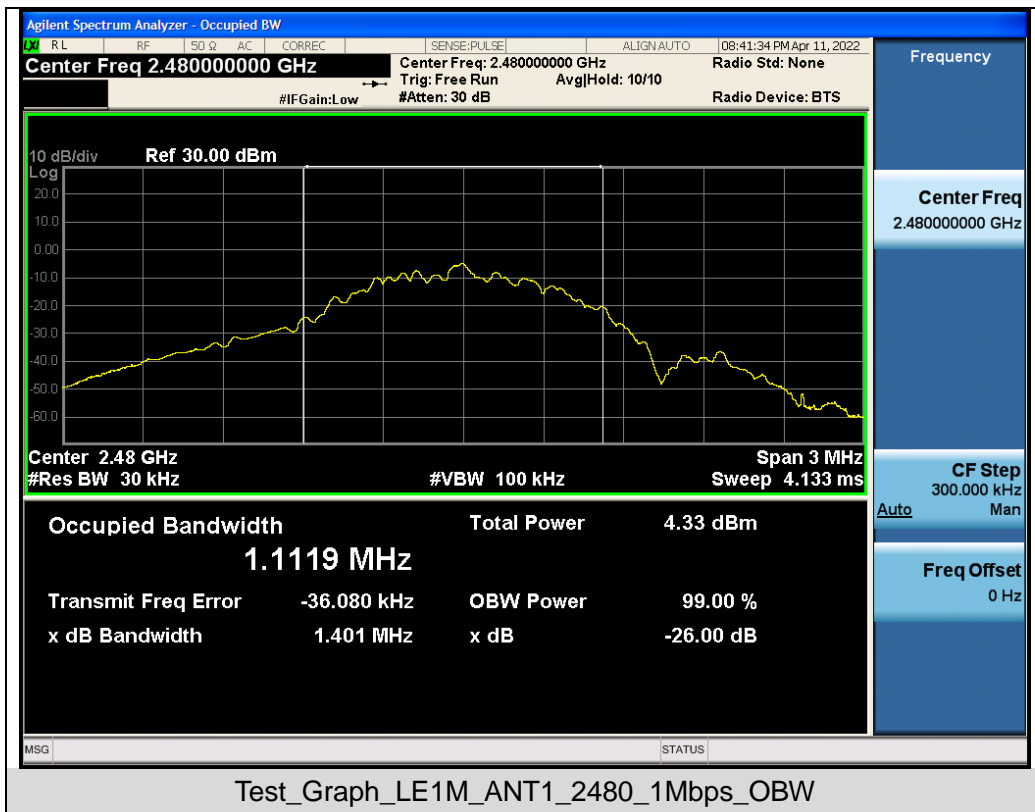 Agilent Spectrum Analyzer - Occupied BW
LXI RL RF 50 Ω AC CORREC SENSE:PULSE ALIGN AUTO 08:41:34 PM Apr 11, 2022
Center Freq 2.480000000 GHz
Center Freq: 2.480000000 GHz
Radio Std: None
Trig: Free Run Avg|Hold: 10/10
#IFGain:Low
#Atten: 30 dB
Radio Device: BTS
Frequency
10 dB/div Ref 30.00 dBm
Log
20.0
10.0
0.00
-10.0
-20.0
-30.0
-40.0
-50.0
-60.0
Center 2.48 GHz Span 3 MHz
#Res BW 30 kHz #VBW 100 kHz Sweep 4.133 ms
Center Freq
2.480000000 GHz
CF Step
300.000 kHz
Auto Man
Freq Offset
0 Hz
Occupied Bandwidth Total Power 4.33 dBm
1.1119 MHz
Transmit Freq Error -36.080 kHz OBW Power 99.00 %
x dB Bandwidth 1.401 MHz x dB -26.00 dB
MSG STATUS
Test_Graph_LE1M_ANT1_2480_1Mbps_OBW